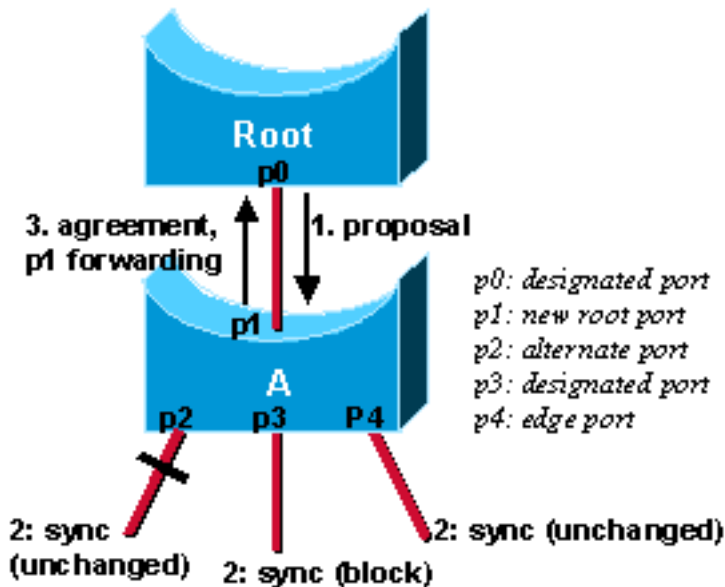 Root
p0
3. agreement,
p1 forwarding
1. proposal
p1
A
p2
p3
P4
p0: designated port
p1: new root port
p2: alternate port
p3: designated port
p4: edge port
2: sync
(unchanged)
2: sync (block)
2: sync (unchanged)